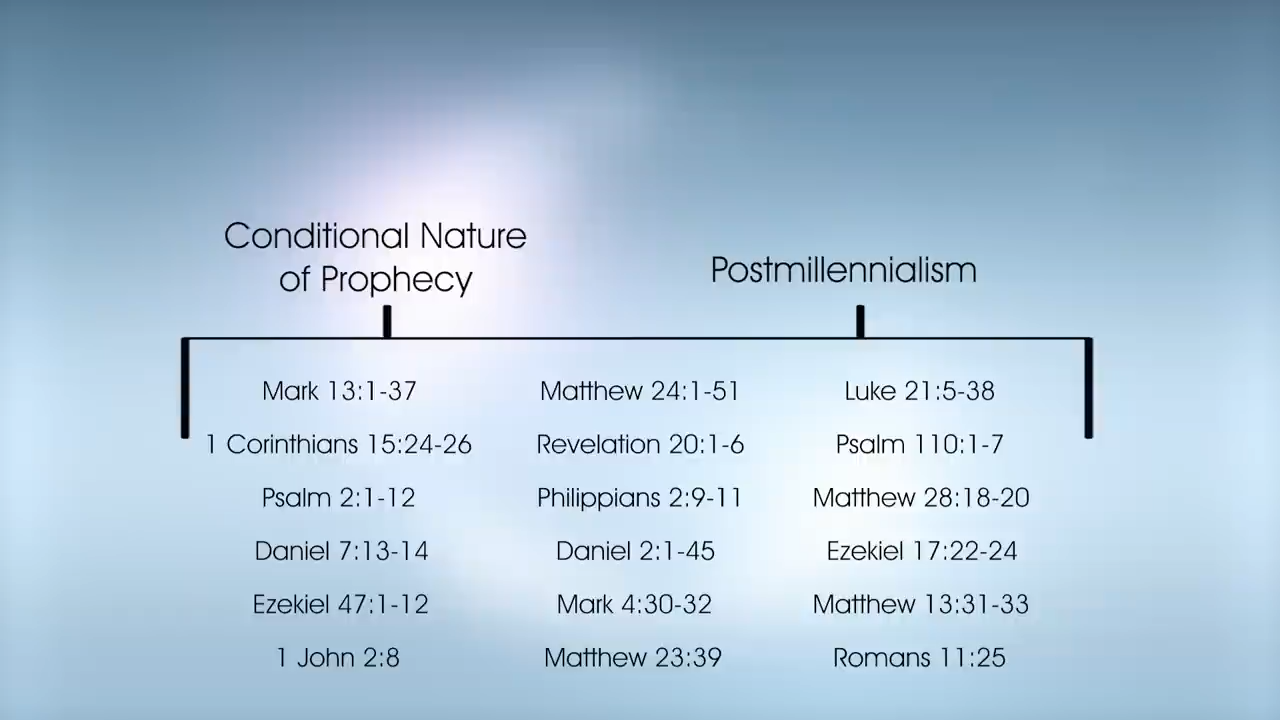 Conditional Nature
of Prophecy
Postmillennialism
Mark 13:1-37 Matthew 24:1-51 Luke 21:5-38
1 Corinthians 15:24-26 Revelation 20:1-6 Psalm 110:1-7
Psalm 2:1-12 Philippians 2:9-11 Matthew 28:18-20
Daniel 7:13-14 Daniel 2:1-45 Ezekiel 17:22-24
Ezekiel 47:1-12 Mark 4:30-32 Matthew 13:31-33
1 John 2:8 Matthew 23:39 Romans 11:25